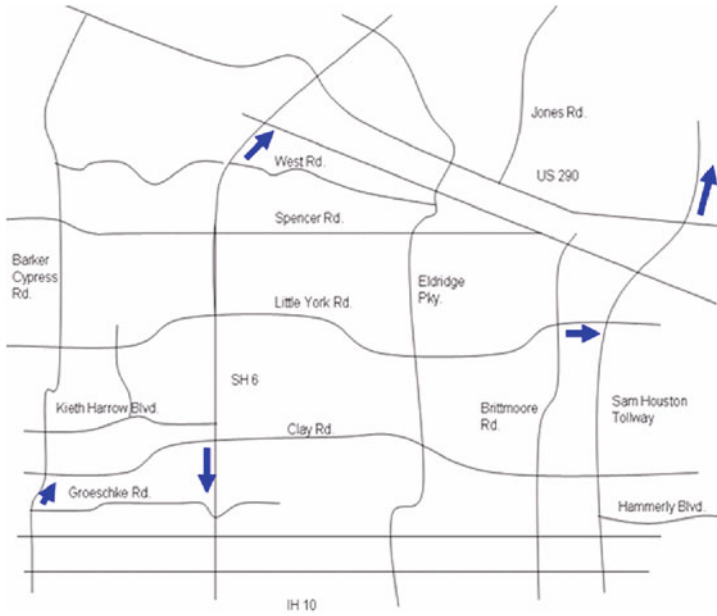 Jones Rd.
West Rd.
US 290
Spencer Rd.
Barker
Cypress
Rd.
Eldridge
Pky.
Little York Rd.
SH 6
Kieth Harrow Blvd.
Brittmoore
Rd.
Sam Houston
Tollway
Clay Rd.
Groeschke Rd.
Hammerly Blvd.
IH 10